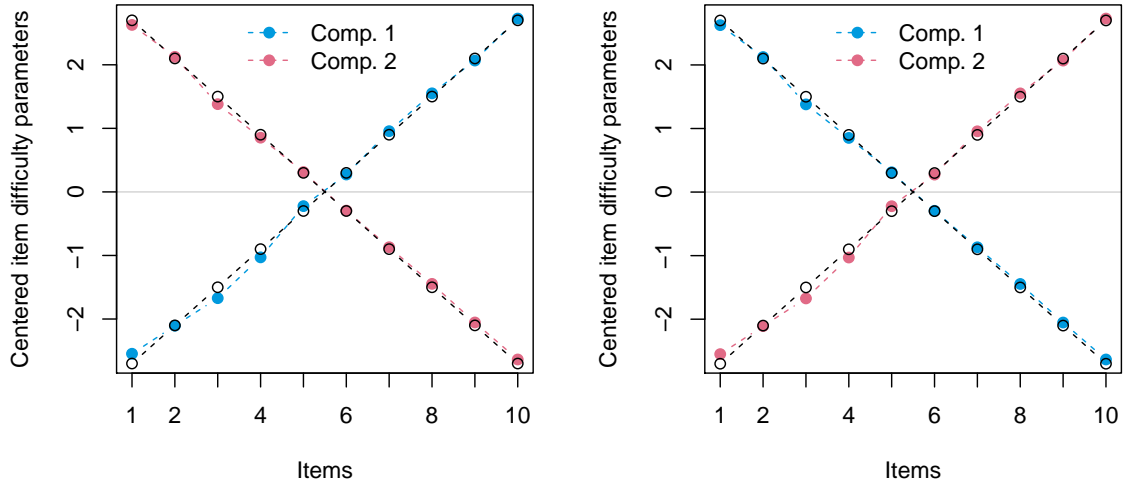 Centered item difficulty parameters
2
1
0
−1
−2
Comp. 1
Comp. 2
1 2 4 6 8 10
Items
Centered item difficulty parameters
2
1
0
−1
−2
Comp. 1
Comp. 2
1 2 4 6 8 10
Items